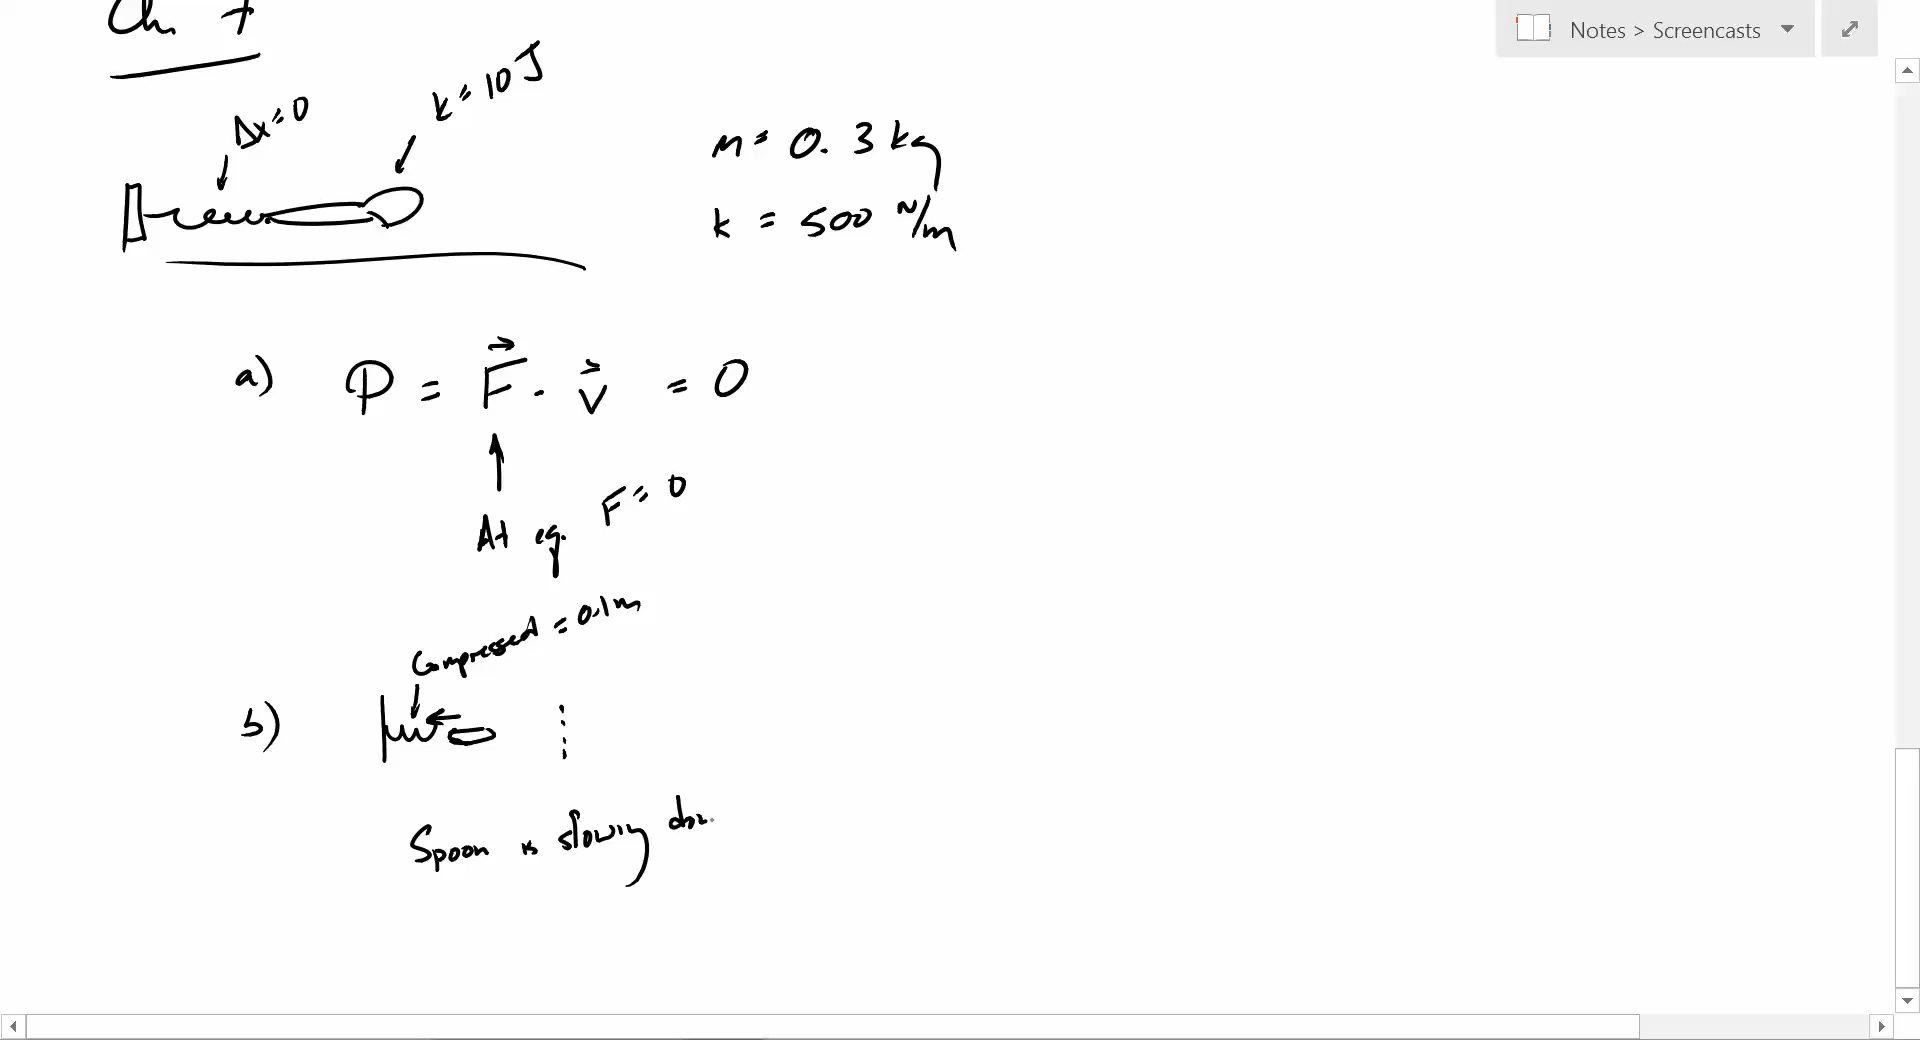 Ch. 7
Notes > Screencasts
Δx = 0
k = 10 J
m = 0.3 kg
k = 500 N/m
a) P = F · v = 0
At eq. F = 0
Compressed = 0.1m
b)
Spoon is slowing dow